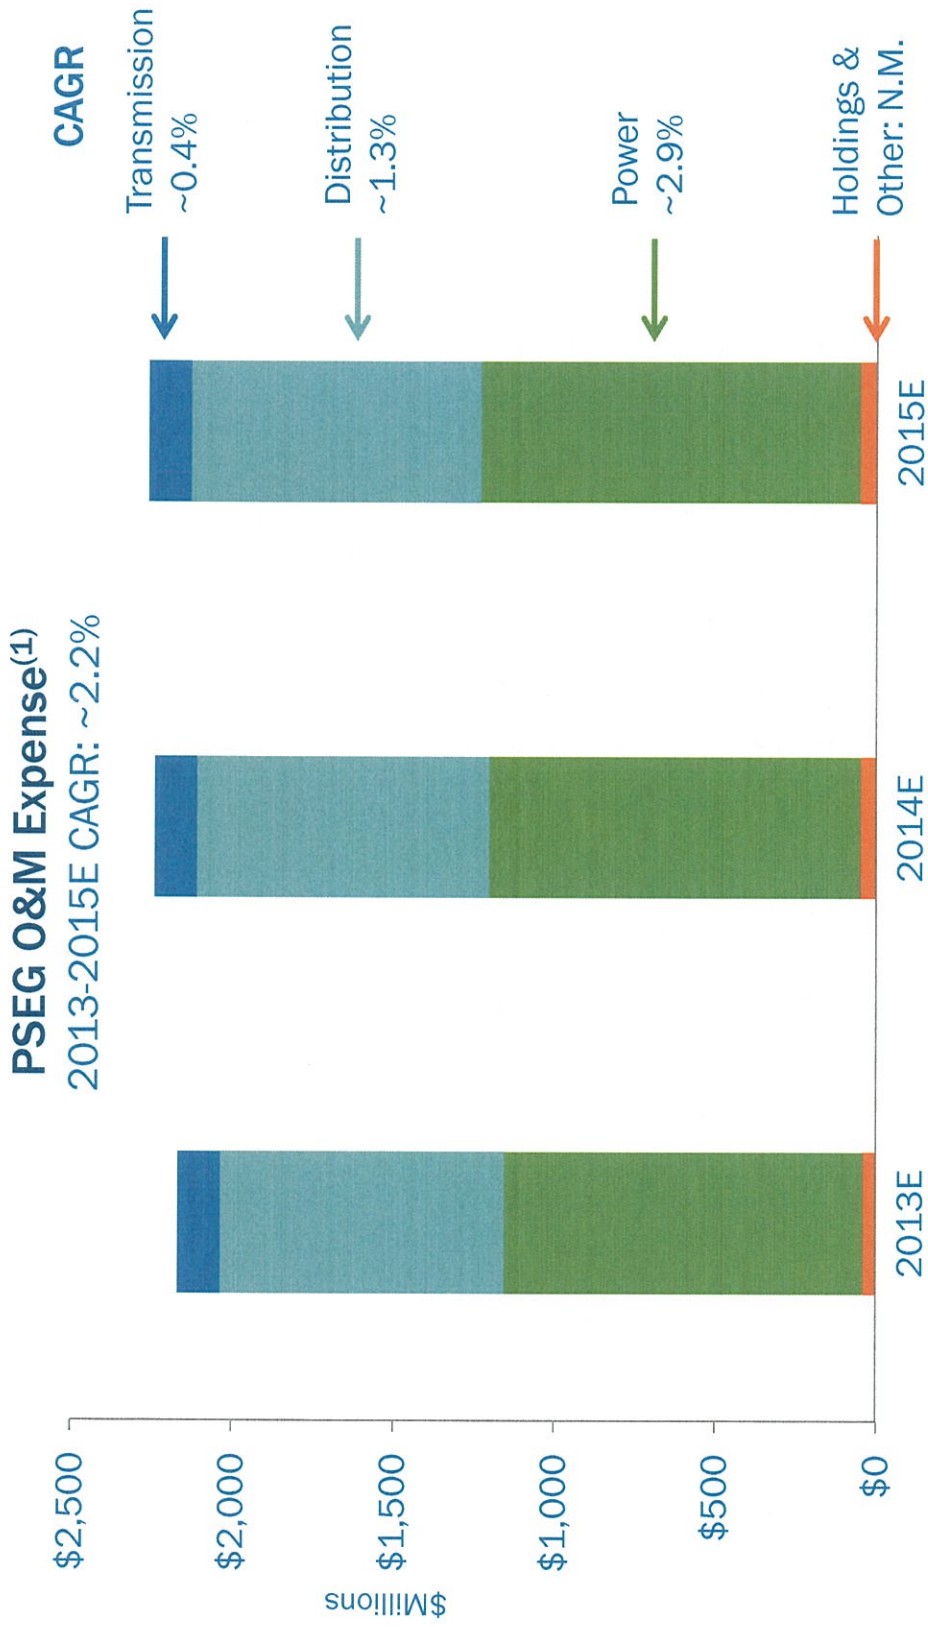 PSEG O&M Expense(1)
2013-2015E CAGR: ~2.2%
CAGR
$Millions
$2,500
$2,000
$1,500
$1,000
$500
$0
2013E
2014E
2015E
Transmission
~0.4%
Distribution
~1.3%
Power
~2.9%
Holdings &
Other: N.M.